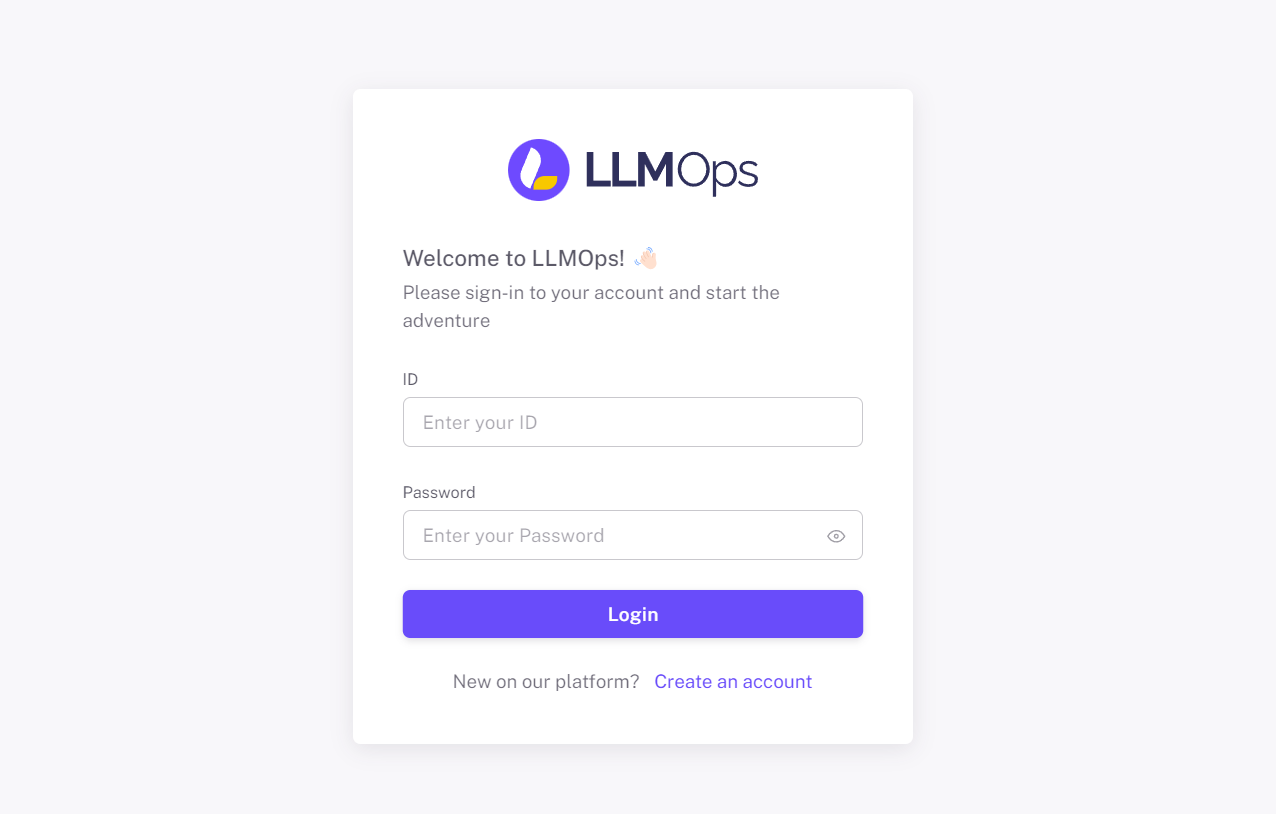 LLMOps
Welcome to LLMOps! 👋🏻
Please sign-in to your account and start the
adventure
ID
Enter your ID
Password
Enter your Password
Login
New on our platform? Create an account